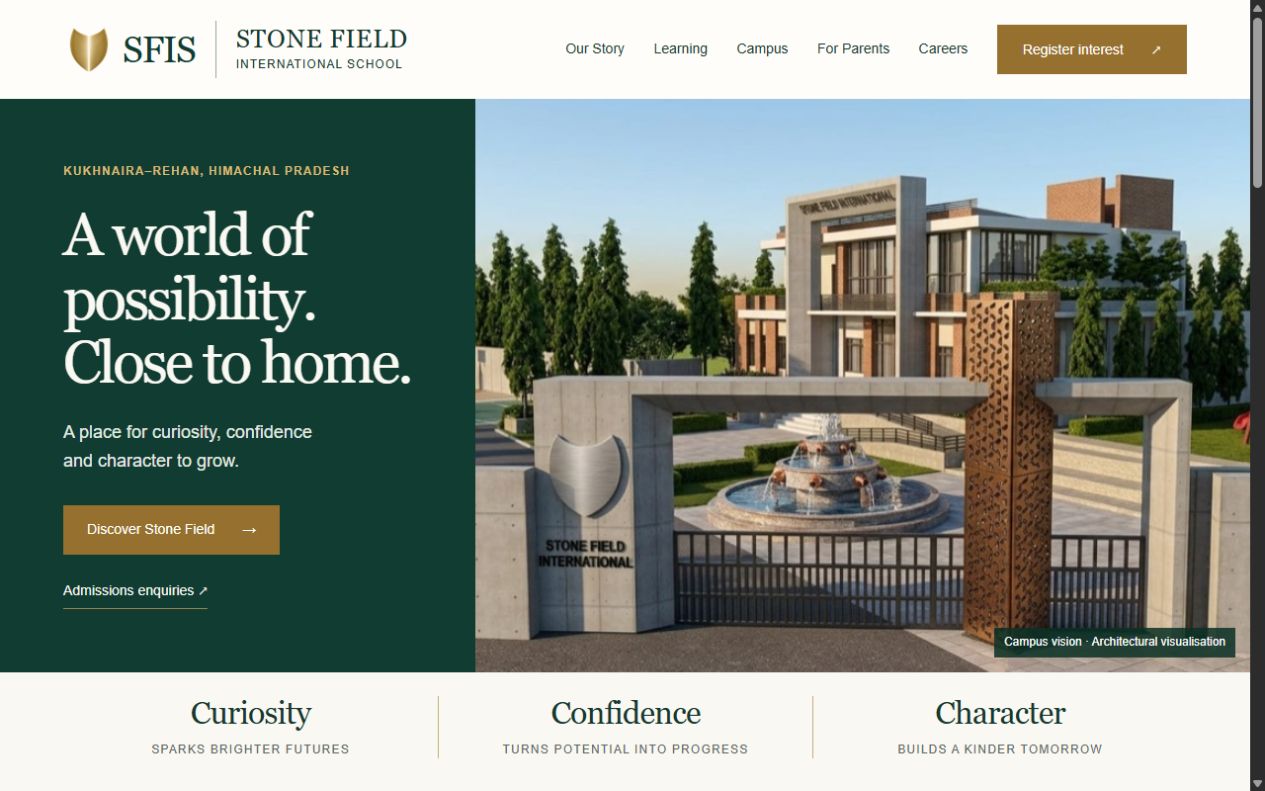 SFIS
STONE FIELD
INTERNATIONAL SCHOOL
Our Story
Learning
Campus
For Parents
Careers
Register interest ↗
KUKHNAIRA–REHAN, HIMACHAL PRADESH
A world of
possibility.
Close to home.
A place for curiosity, confidence
and character to grow.
Discover Stone Field →
Admissions enquiries ↗
STONE FIELD INTERNATIONAL
STONE FIELD
INTERNATIONAL
Campus vision · Architectural visualisation
Curiosity
SPARKS BRIGHTER FUTURES
Confidence
TURNS POTENTIAL INTO PROGRESS
Character
BUILDS A KINDER TOMORROW